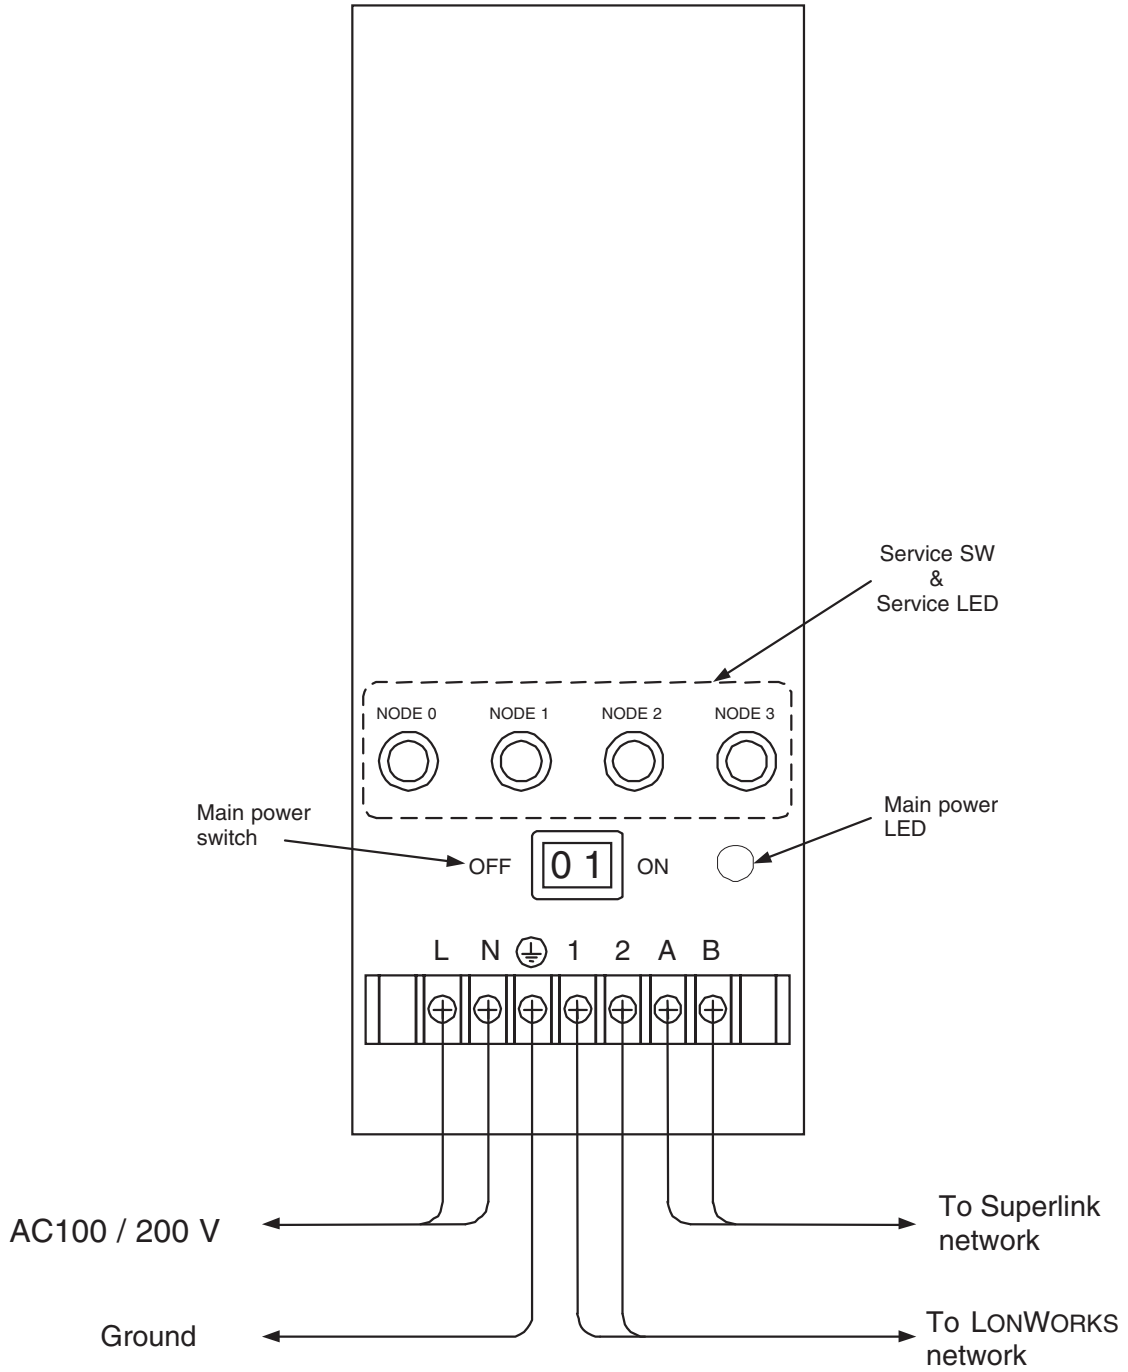 Service SW
&
Service LED
NODE 0 NODE 1 NODE 2 NODE 3
Main power
switch
Main power
LED
OFF 0 1 ON
L N 1 2 A B
AC100 / 200 V
To Superlink
network
Ground
To LONWORKS
network